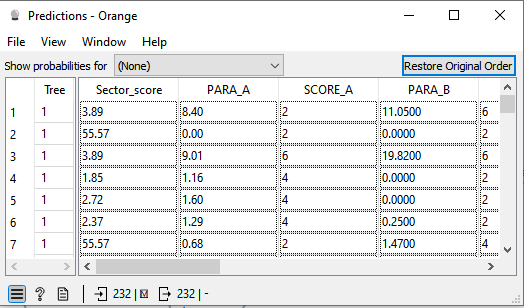 Predictions - Orange
File View Window Help
Show probabilities for (None) Restore Original Order
Tree Sector_score PARA_A SCORE_A PARA_B
1 1 3.89 8.40 2 11.0500 6
2 1 55.57 0.00 2 0.0000 2
3 1 3.89 9.01 6 19.8200 6
4 1 1.85 1.16 4 0.0000 2
5 1 2.72 1.60 4 0.0000 2
6 1 2.37 1.29 4 0.2500 2
7 1 55.57 0.68 2 1.4700 4
232 | 232 | -